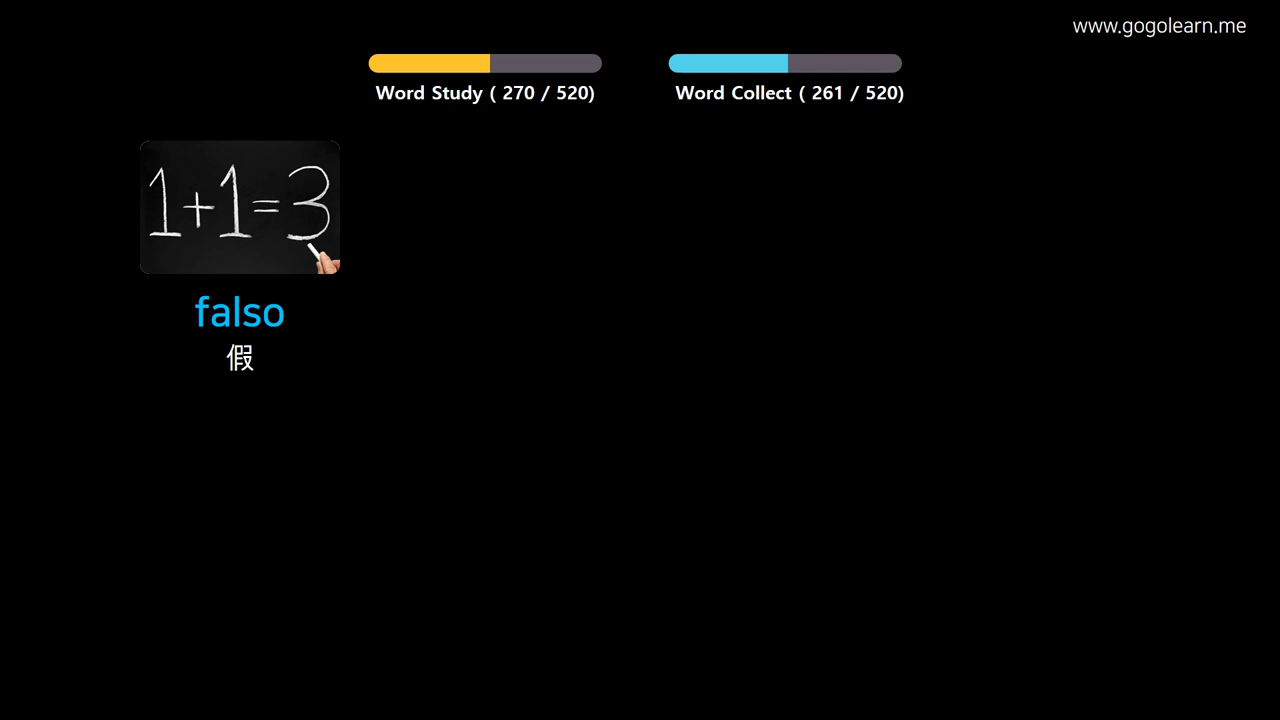 www.gogolearn.me
Word Study ( 270 / 520)
Word Collect ( 261 / 520)
1+1=3
falso
假